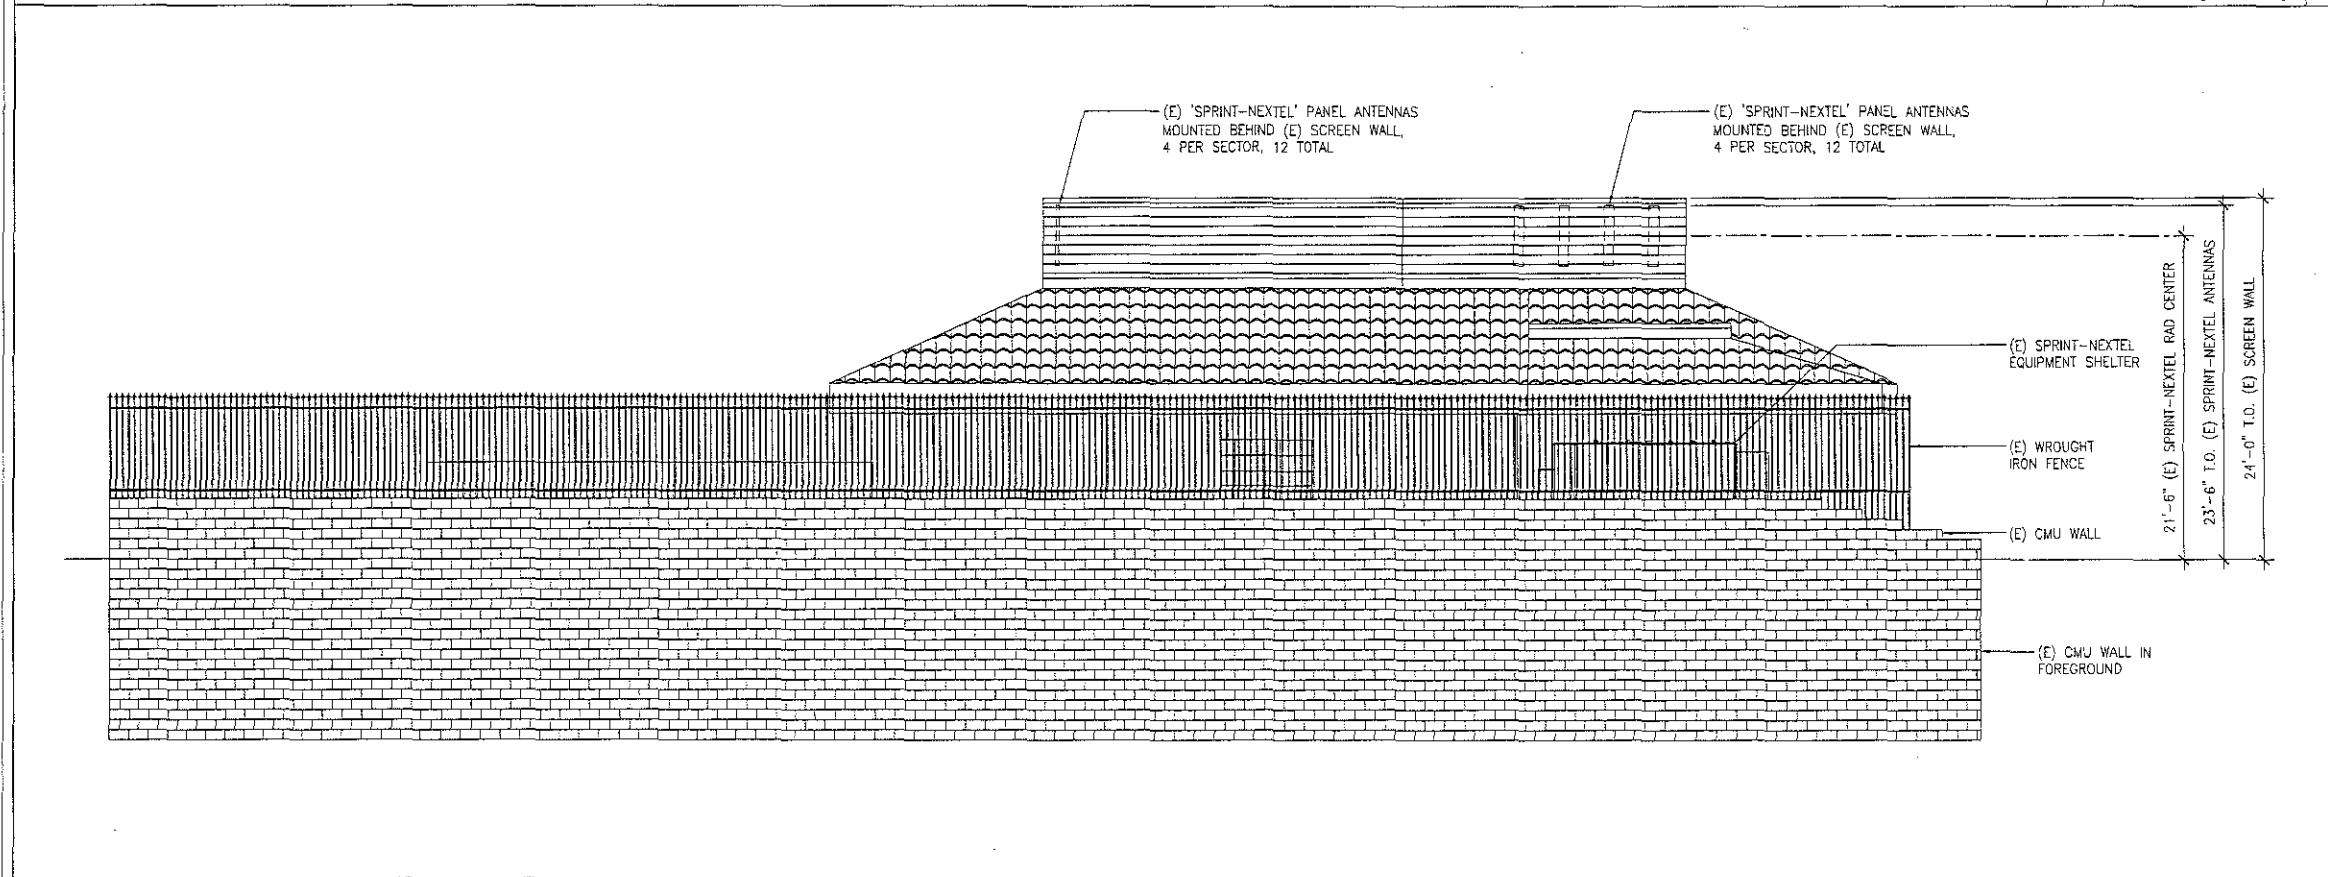 (E) 'SPRINT-NEXTEL' PANEL ANTENNAS
MOUNTED BEHIND (E) SCREEN WALL,
4 PER SECTOR, 12 TOTAL
(E) 'SPRINT-NEXTEL' PANEL ANTENNAS
MOUNTED BEHIND (E) SCREEN WALL,
4 PER SECTOR, 12 TOTAL
21'-6" (E) SPRINT-NEXTEL RAD CENTER
23'-6" T.O. (E) SPRINT-NEXTEL ANTENNAS
24'-0" T.O. (E) SCREEN WALL
(E) SPRINT-NEXTEL
EQUIPMENT SHELTER
(E) WROUGHT
IRON FENCE
(E) CMU WALL
(E) CMU WALL IN
FOREGROUND